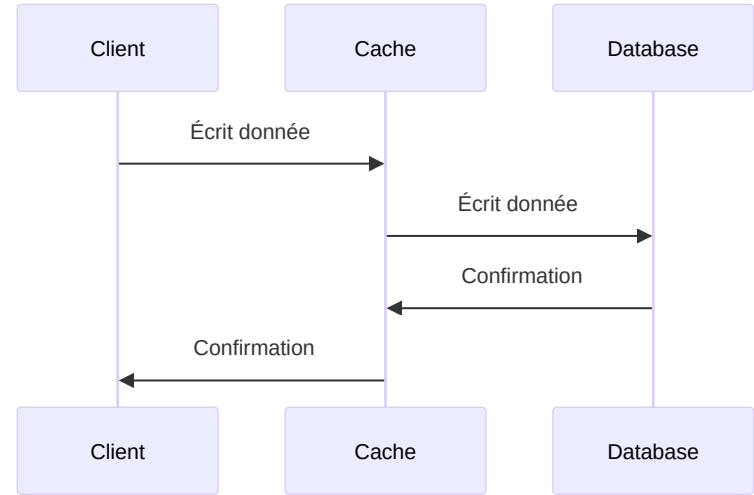 Client
Cache
Database
Écrit donnée
Écrit donnée
Confirmation
Confirmation
Client
Cache
Database